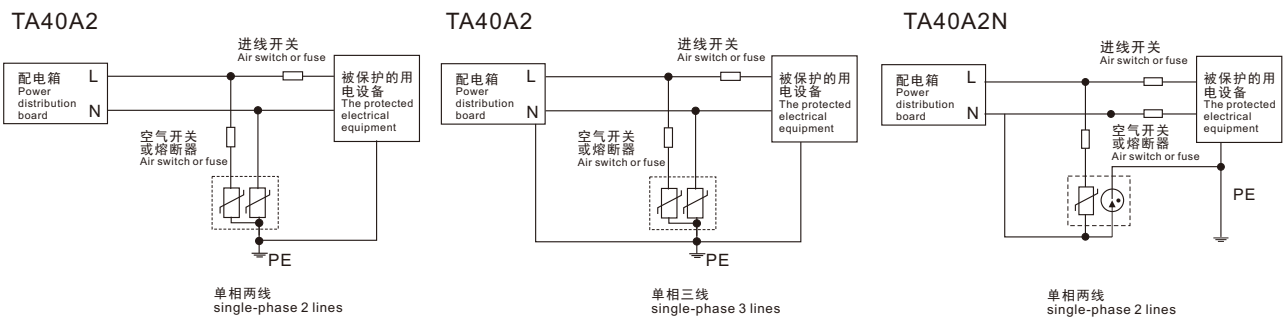 TA40A2
进线开关
Air switch or fuse
配电箱
Power
distribution
board
L
N
被保护的用
电设备
The protected
electrical
equipment
空气开关
或熔断器
Air switch or fuse
PE
单相两线
single-phase 2 lines
TA40A2
进线开关
Air switch or fuse
配电箱
Power
distribution
board
L
N
被保护的用
电设备
The protected
electrical
equipment
空气开关
或熔断器
Air switch or fuse
PE
单相三线
single-phase 3 lines
TA40A2N
进线开关
Air switch or fuse
配电箱
Power
distribution
board
L
N
被保护的用
电设备
The protected
electrical
equipment
空气开关
或熔断器
Air switch or fuse
PE
单相两线
single-phase 2 lines